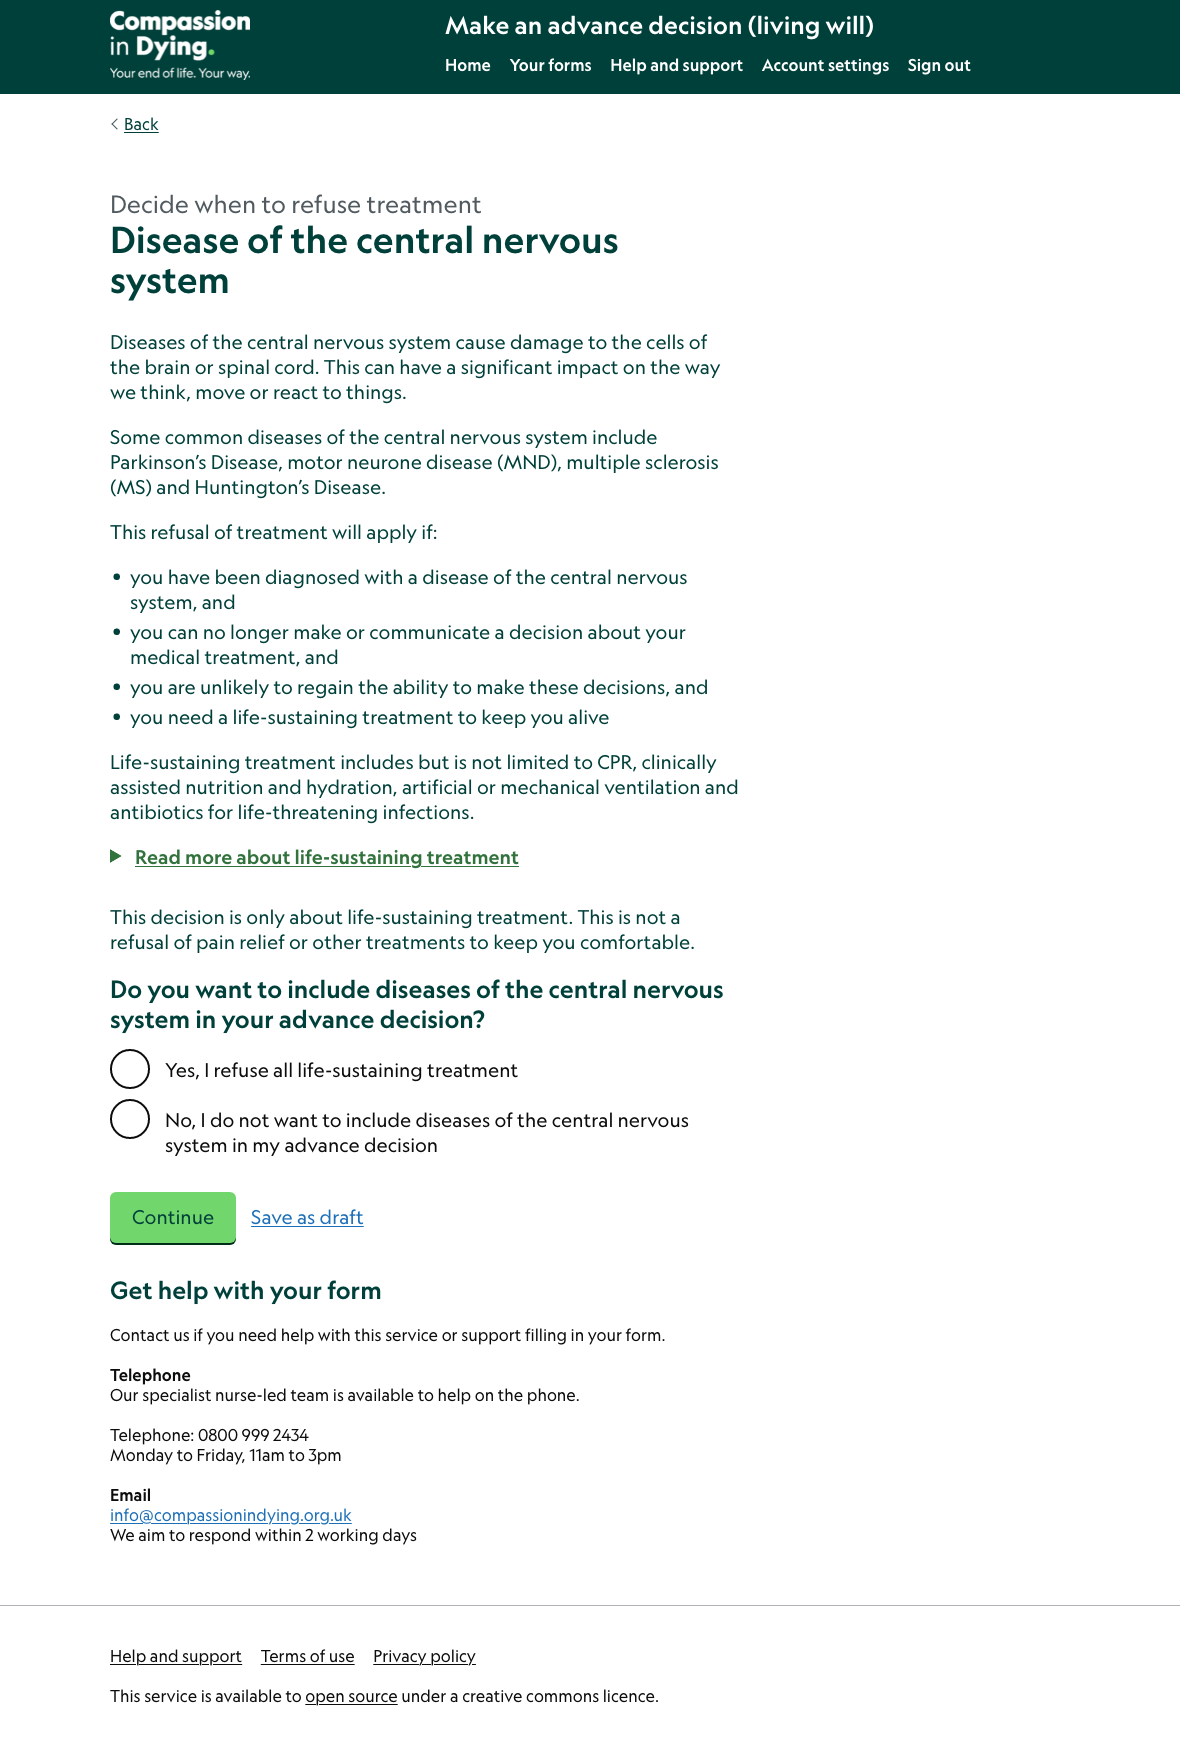 Compassion
in Dying.
Your end of life. Your way.
Make an advance decision (living will)
Home Your forms Help and support Account settings Sign out
Back
Decide when to refuse treatment
Disease of the central nervous
system
Diseases of the central nervous system cause damage to the cells of
the brain or spinal cord. This can have a significant impact on the way
we think, move or react to things.
Some common diseases of the central nervous system include
Parkinson’s Disease, motor neurone disease (MND), multiple sclerosis
(MS) and Huntington’s Disease.
This refusal of treatment will apply if:
• you have been diagnosed with a disease of the central nervous
system, and
• you can no longer make or communicate a decision about your
medical treatment, and
• you are unlikely to regain the ability to make these decisions, and
• you need a life-sustaining treatment to keep you alive
Life-sustaining treatment includes but is not limited to CPR, clinically
assisted nutrition and hydration, artificial or mechanical ventilation and
antibiotics for life-threatening infections.
Read more about life-sustaining treatment
This decision is only about life-sustaining treatment. This is not a
refusal of pain relief or other treatments to keep you comfortable.
Do you want to include diseases of the central nervous
system in your advance decision?
Yes, I refuse all life-sustaining treatment
No, I do not want to include diseases of the central nervous
system in my advance decision
Continue Save as draft
Get help with your form
Contact us if you need help with this service or support filling in your form.
Telephone
Our specialist nurse-led team is available to help on the phone.
Telephone: 0800 999 2434
Monday to Friday, 11am to 3pm
Email
info@compassionindying.org.uk
We aim to respond within 2 working days
Help and support Terms of use Privacy policy
This service is available to open source under a creative commons licence.